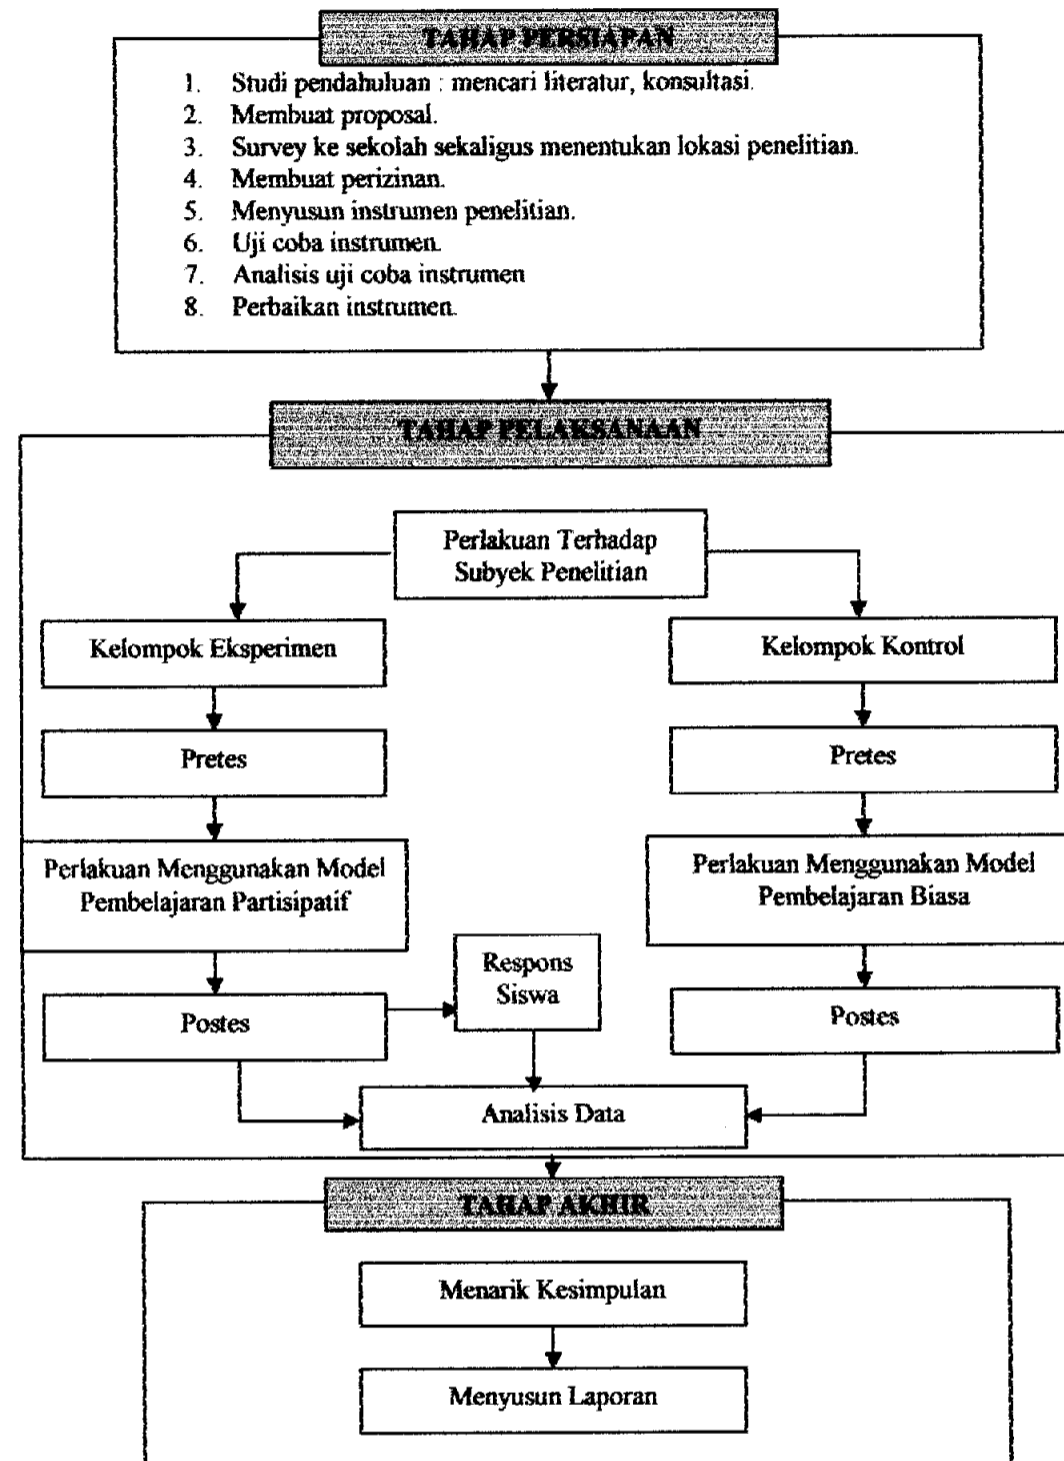 TAHAP PERSIAPAN
1. Studi pendahuluan : mencari literatur, konsultasi.
2. Membuat proposal.
3. Survey ke sekolah sekaligus menentukan lokasi penelitian.
4. Membuat perizinan.
5. Menyusun instrumen penelitian.
6. Uji coba instrumen.
7. Analisis uji coba instrumen
8. Perbaikan instrumen.
TAHAP PELAKSANAAN
Perlakuan Terhadap
Subyek Penelitian
Kelompok Eksperimen
Kelompok Kontrol
Pretes
Pretes
Perlakuan Menggunakan Model
Pembelajaran Partisipatif
Perlakuan Menggunakan Model
Pembelajaran Biasa
Respons
Siswa
Postes
Postes
Analisis Data
TAHAP AKHIR
Menarik Kesimpulan
Menyusun Laporan